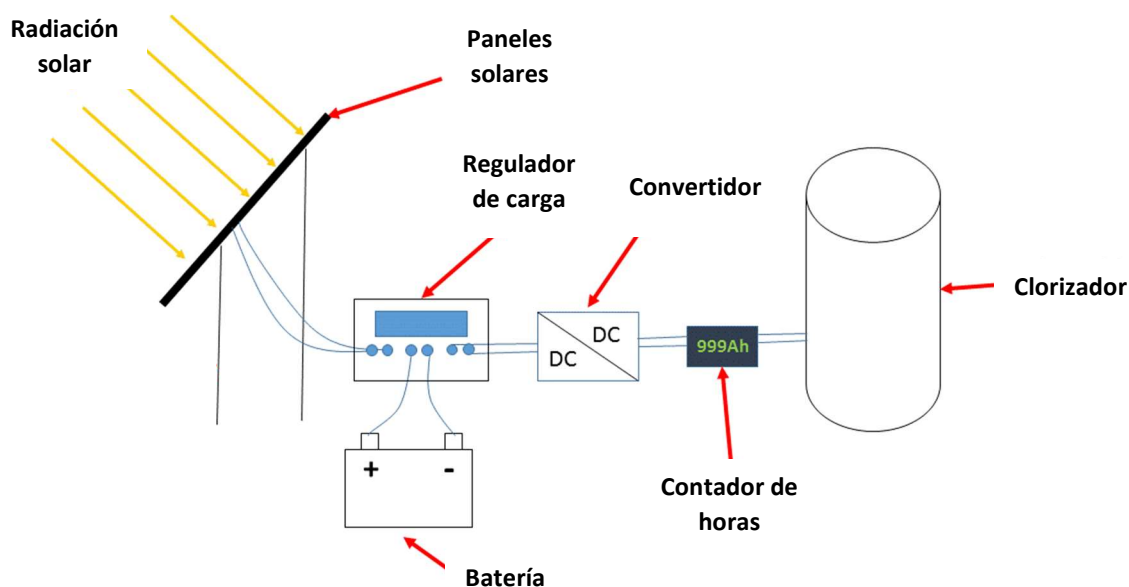 Radiación
solar
Paneles
solares
Regulador
de carga
Convertidor
Clorizador
DC
DC
999Ah
+ -
Contador de
horas
Batería